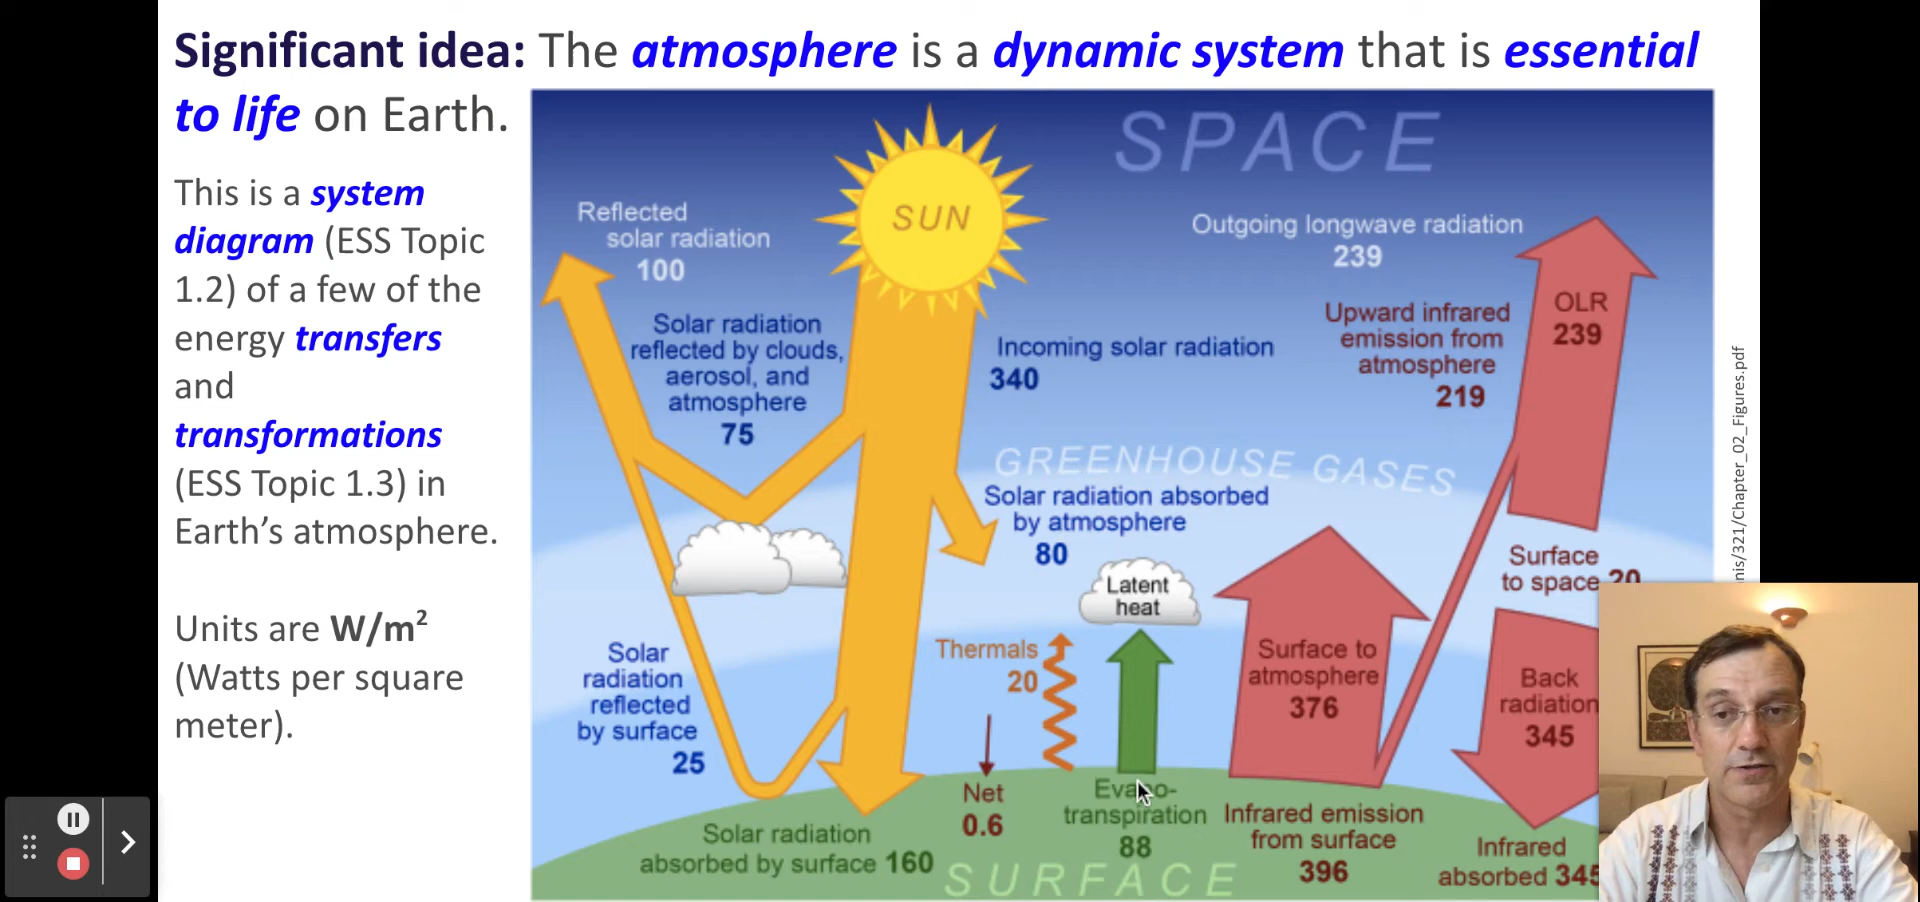 Significant idea: The atmosphere is a dynamic system that is essential
to life on Earth.
This is a system
diagram (ESS Topic
1.2) of a few of the
energy transfers
and
transformations
(ESS Topic 1.3) in
Earth’s atmosphere.
Units are W/m²
(Watts per square
meter).
SPACE
SUN
Reflected
solar radiation
100
Solar radiation
reflected by clouds,
aerosol, and
atmosphere
75
Incoming solar radiation
340
Outgoing longwave radiation
239
Upward infrared
emission from
atmosphere
219
OLR
239
GREENHOUSE GASES
Solar radiation absorbed
by atmosphere
80
Latent
heat
Surface
to space 20
Solar
radiation
reflected
by surface
25
Thermals
20
Surface to
atmosphere
376
Back
radiation
345
Net
0.6
Evapo-
transpiration
88
Infrared emission
from surface
396
Infrared
absorbed 345
Solar radiation
absorbed by surface 160
SURFACE
nis/321/Chapter_02_Figures.pdf